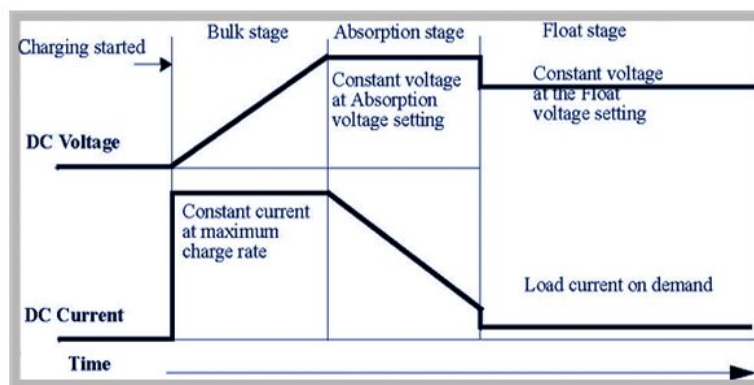 Charging started
Bulk stage
Absorption stage
Float stage
Constant voltage
at Absorption
voltage setting
Constant voltage
at the Float
voltage setting
DC Voltage
Constant current
at maximum
charge rate
Load current on demand
DC Current
Time